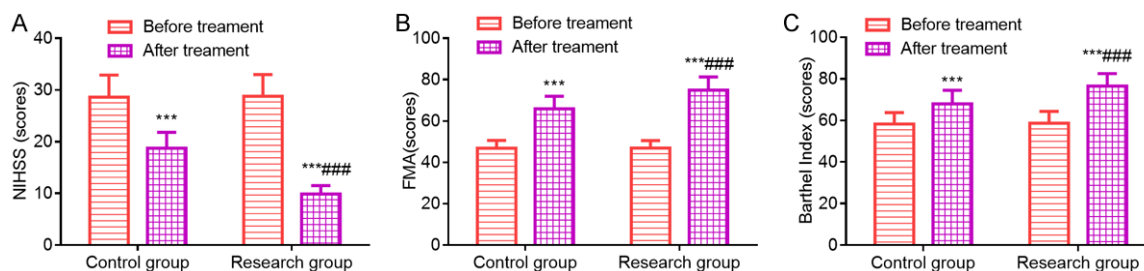 A
Before treament
After treament
NIHSS (scores)
40
30
20
10
0
***
***###
Control group
Research group
B
Before treament
After treament
FMA(scores)
100
80
60
40
20
0
***
***###
Control group
Research group
C
Before treament
After treament
Barthel Index (scores)
100
80
60
40
20
0
***
***###
Control group
Research group